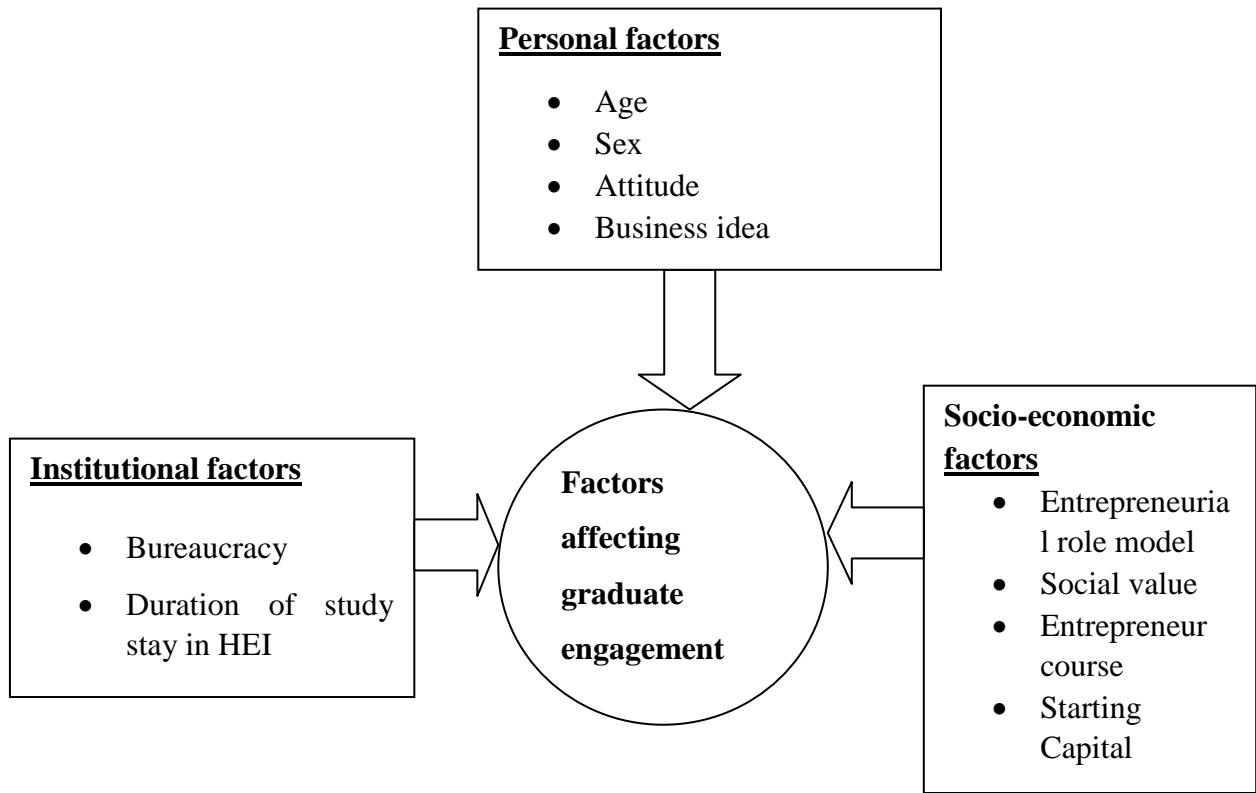 Personal factors
• Age
• Sex
• Attitude
• Business idea
Institutional factors
• Bureaucracy
• Duration of study
stay in HEI
Factors
affecting
graduate
engagement
Socio-economic
factors
• Entrepreneuria
l role model
• Social value
• Entrepreneur
course
• Starting
Capital